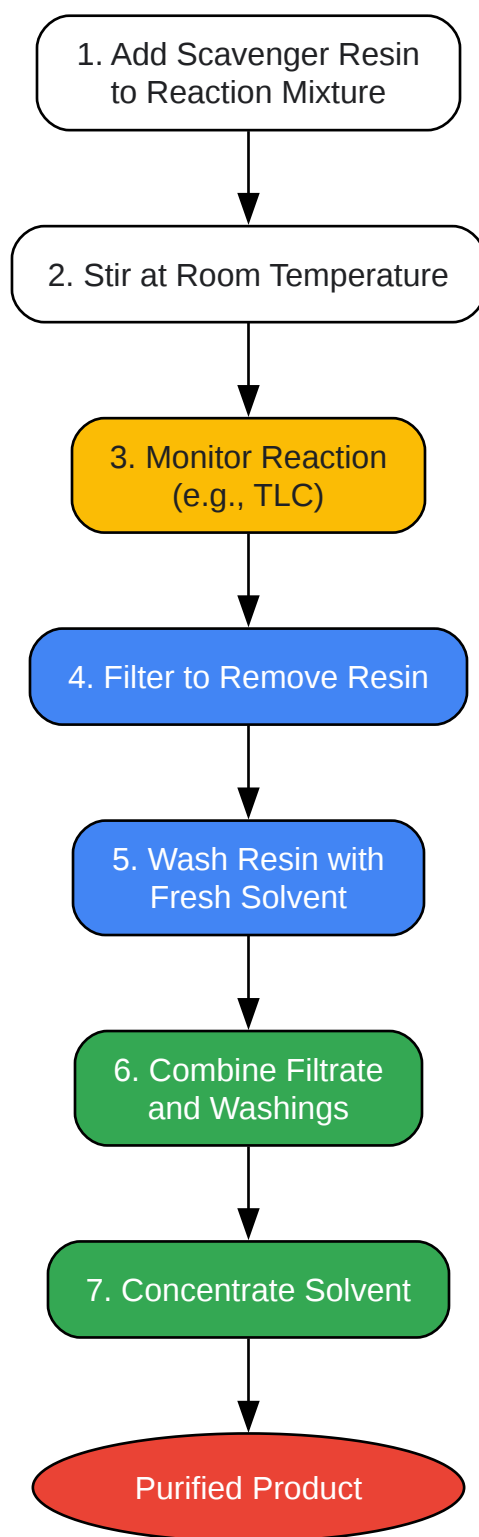 1. Add Scavenger Resin
to Reaction Mixture
2. Stir at Room Temperature
3. Monitor Reaction
(e.g., TLC)
4. Filter to Remove Resin
5. Wash Resin with
Fresh Solvent
6. Combine Filtrate
and Washings
7. Concentrate Solvent
Purified Product